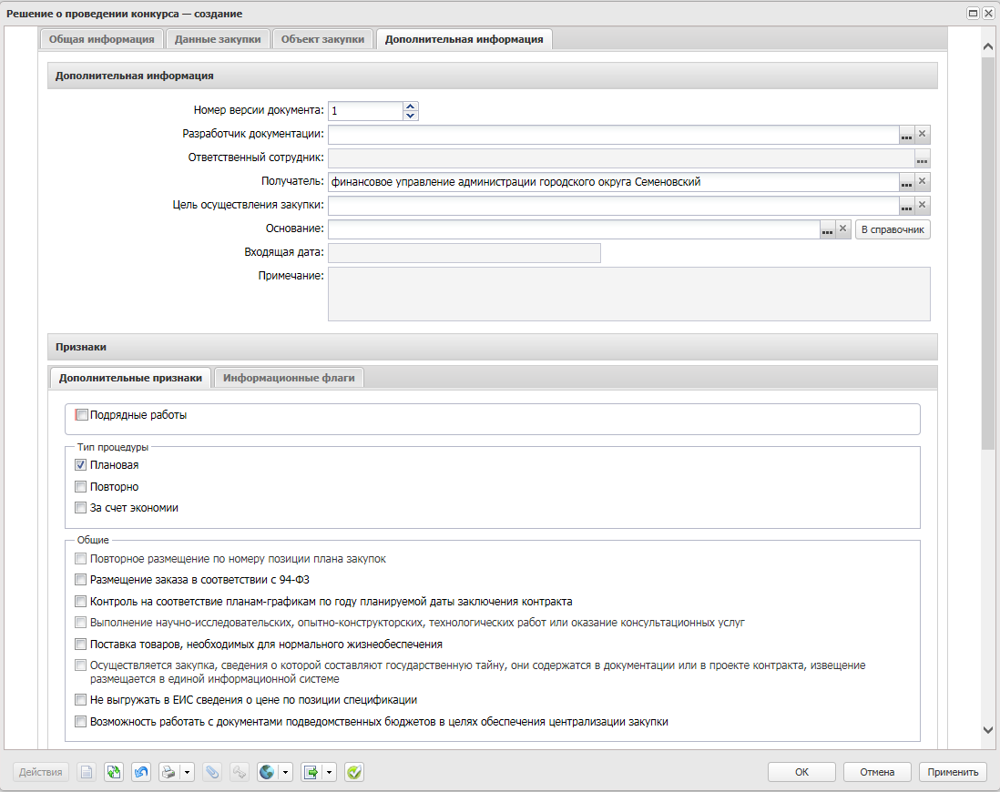 Решение о проведении конкурса — создание
Общая информация
Данные закупки
Объект закупки
Дополнительная информация
Дополнительная информация
Номер версии документа: 1
Разработчик документации:
Ответственный сотрудник:
Получатель: финансовое управление администрации городского округа Семеновский
Цель осуществления закупки:
Основание: В справочник
Входящая дата:
Примечание:
Признаки
Дополнительные признаки
Информационные флаги
Подрядные работы
Тип процедуры
Плановая
Повторно
За счет экономии
Общие
Повторное размещение по номеру позиции плана закупок
Размещение заказа в соответствии с 94-ФЗ
Контроль на соответствие планам-графикам по году планируемой даты заключения контракта
Выполнение научно-исследовательских, опытно-конструкторских, технологических работ или оказание консультационных услуг
Поставка товаров, необходимых для нормального жизнеобеспечения
Осуществляется закупка, сведения о которой составляют государственную тайну, они содержатся в документации или в проекте контракта, извещение
размещается в единой информационной системе
Не выгружать в ЕИС сведения о цене по позиции спецификации
Возможность работать с документами подведомственных бюджетов в целях обеспечения централизации закупки
Действия
ОК
Отмена
Применить